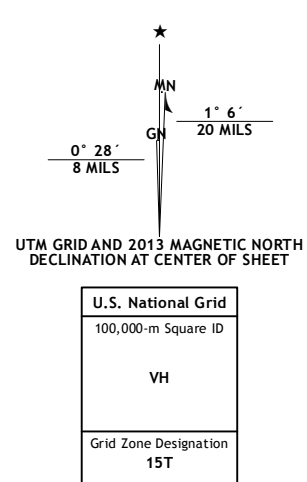 ★
MN
1° 6´
20 MILS
GN
0° 28´
8 MILS
UTM GRID AND 2013 MAGNETIC NORTH
DECLINATION AT CENTER OF SHEET
U.S. National Grid
100,000-m Square ID
VH
Grid Zone Designation
15T